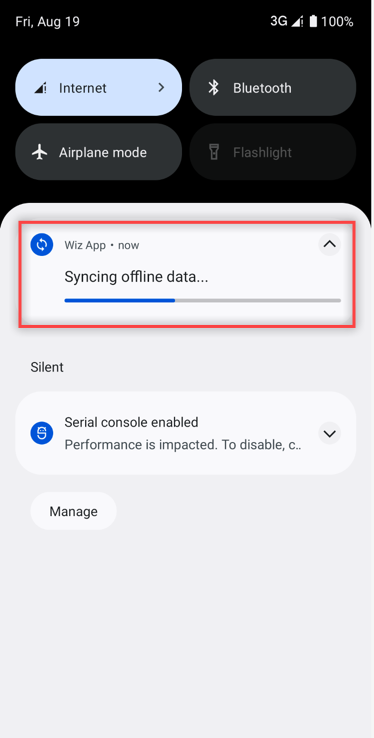 Fri, Aug 19
3G 100%
Internet
Bluetooth
Airplane mode
Flashlight
Wiz App • now
Syncing offline data...
Silent
Serial console enabled
Performance is impacted. To disable, c..
Manage